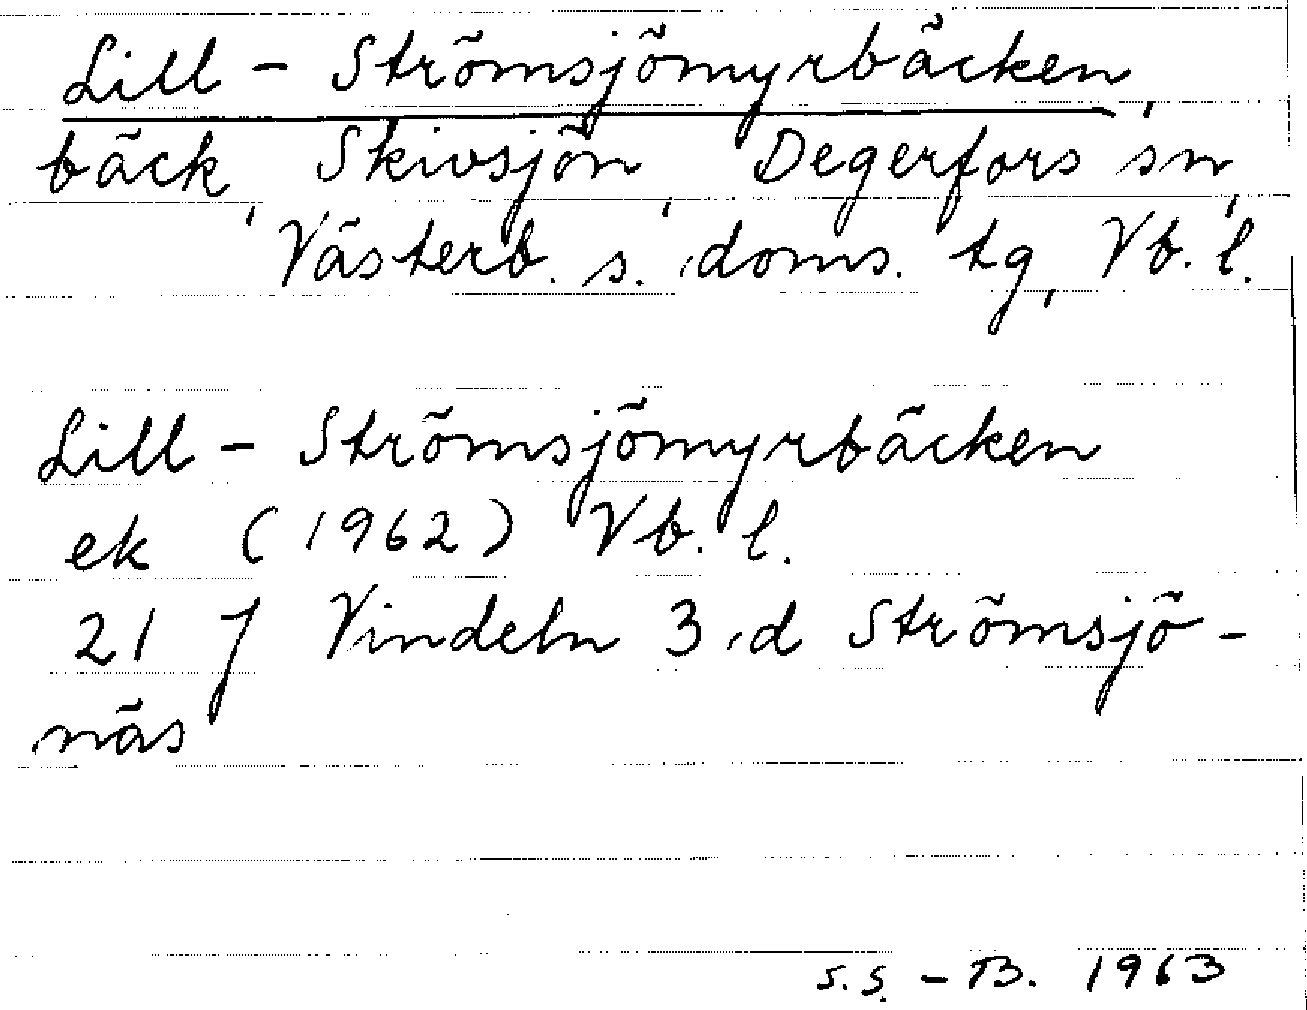 Lill - Strömsjömyrbäcken,
bäck, Skivsjön, Degerfors sn,
Västerb. s. doms. tg, Vb. l.
Lill - Strömsjömyrbäcken
ek (1962) Vb. l.
21 J Vindeln 3 d Strömsjö-
näs
S.S. - B. 1963